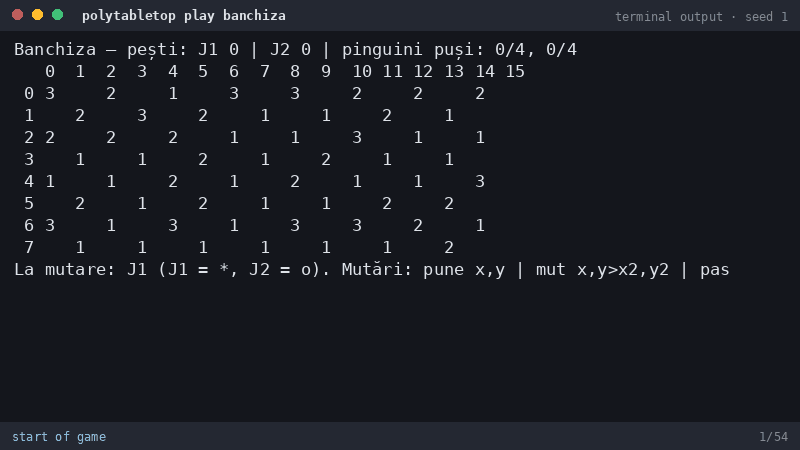 polytabletop play banchiza
terminal output · seed 1
Banchiza — pești: J1 0 | J2 0 | pinguini puși: 0/4, 0/4
   0  1  2  3  4  5  6  7  8  9  10 11 12 13 14 15
 0 3     2     1     3     3     2     2     2
 1    2     3     2     1     1     2     1
 2 2     2     2     1     1     3     1     1
 3    1     1     2     1     2     1     1
 4 1     1     2     1     2     1     1     3
 5    2     1     2     1     1     2     2
 6 3     1     3     1     3     3     2     1
 7    1     1     1     1     1     1     2
La mutare: J1 (J1 = *, J2 = o). Mutări: pune x,y | mut x,y>x2,y2 | pas
start of game
1/54